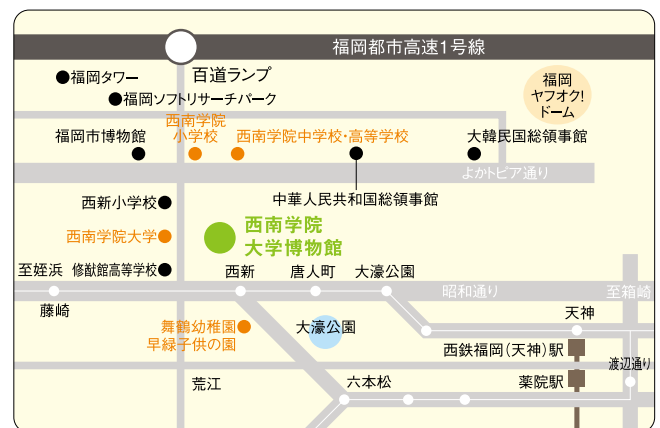 福岡都市高速1号線
福岡タワー
百道ランプ
福岡
ヤフオク!
ドーム
福岡ソフトリサーチパーク
西南学院
小学校
福岡市博物館
西南学院中学校・高等学校
大韓民国総領事館
よかトピア通り
西新小学校
中華人民共和国総領事館
西南学院大学
西南学院
大学博物館
至姪浜
修猷館高等学校
西新
唐人町
大濠公園
昭和通り
至箱崎
藤崎
天神
舞鶴幼稚園
早緑子供の園
大濠公園
西鉄福岡(天神)駅
渡辺通り
荒江
六本松
薬院駅